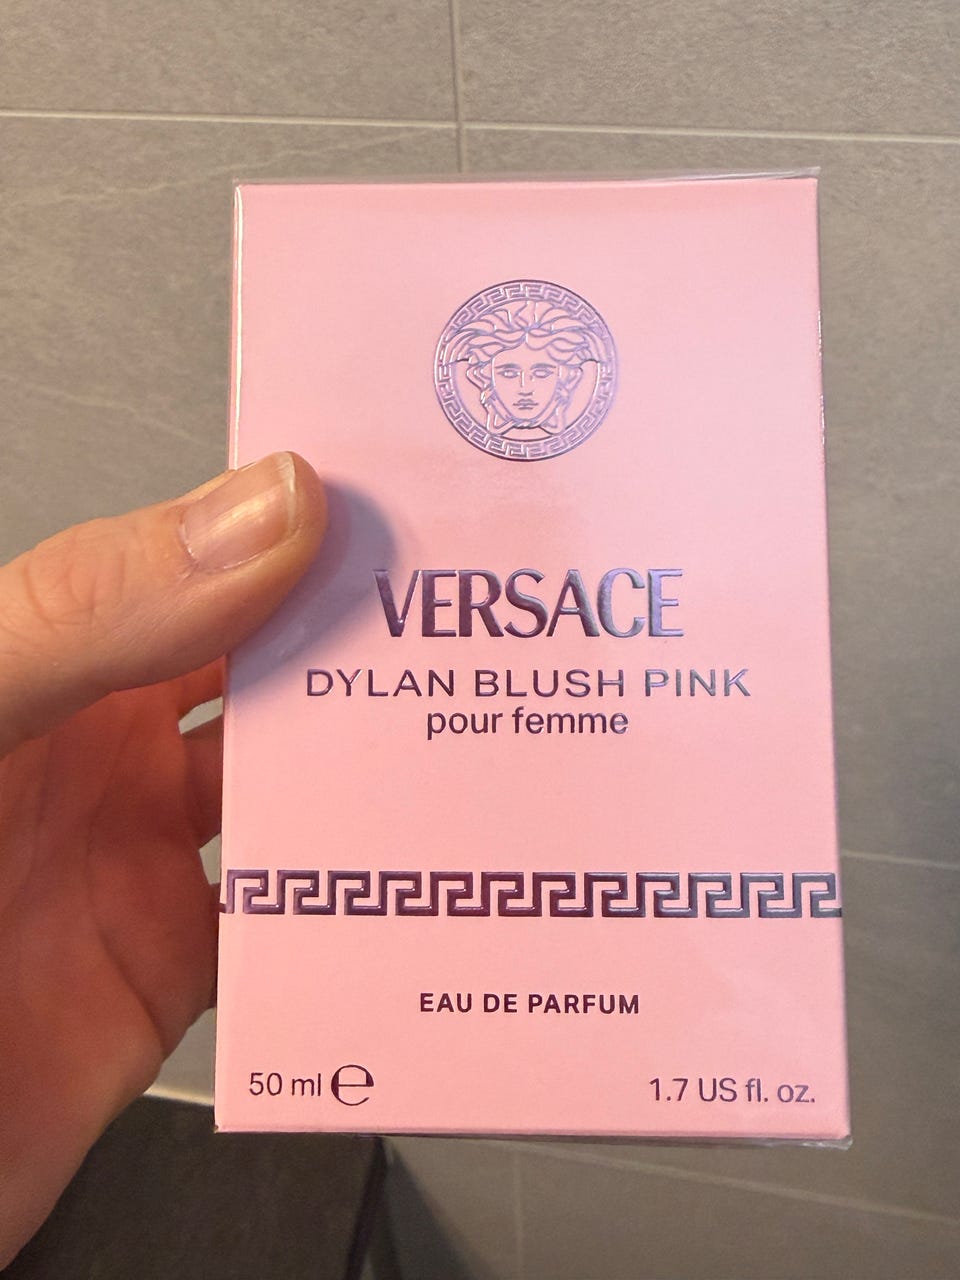 VERSACE
DYLAN BLUSH PINK
pour femme
EAU DE PARFUM
50 ml ℮
1.7 US fl. oz.